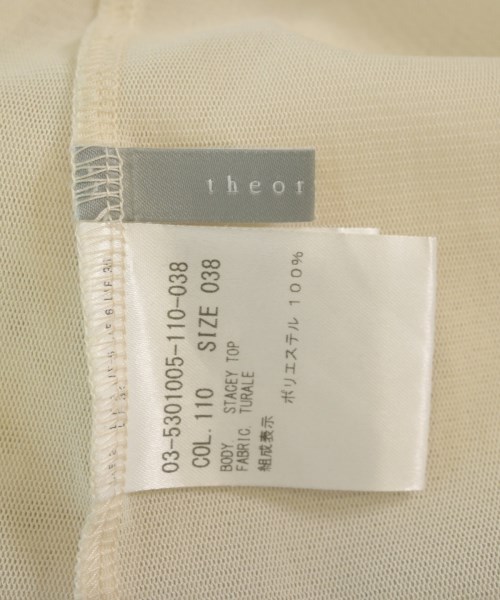 theor
03-5301005-110-038
COL. 110 SIZE 038
BODY. STACEY TOP
FABRIC. TURALE
組成表示
ポリエステル 100%